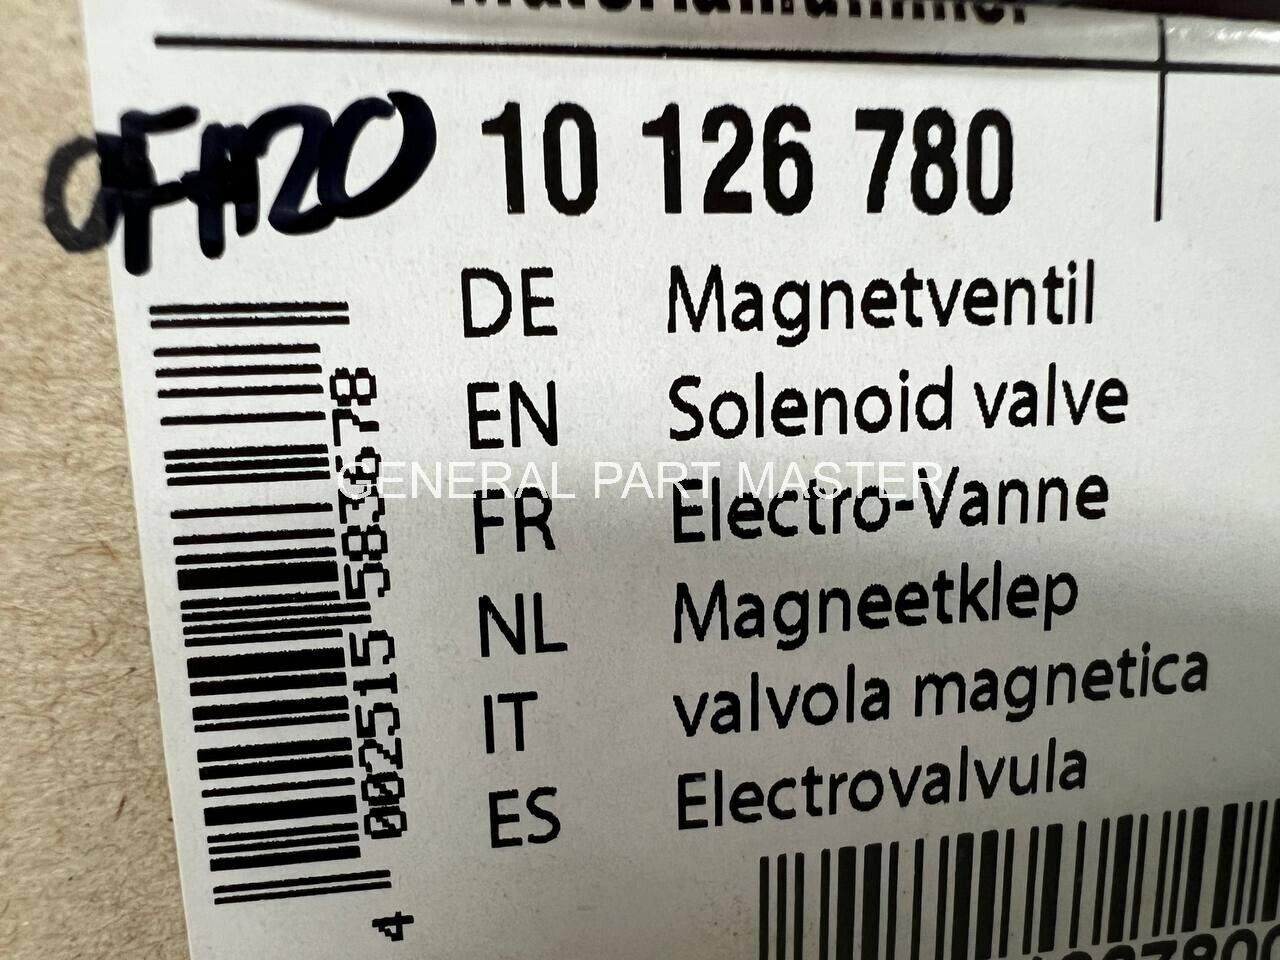 Materialnummer
10 126 780
DE Magnetventil
EN Solenoid valve
FR Electro-Vanne
NL Magneetklep
IT valvola magnetica
ES Electrovalvula
4 002515 583678
GENERAL PART MASTER